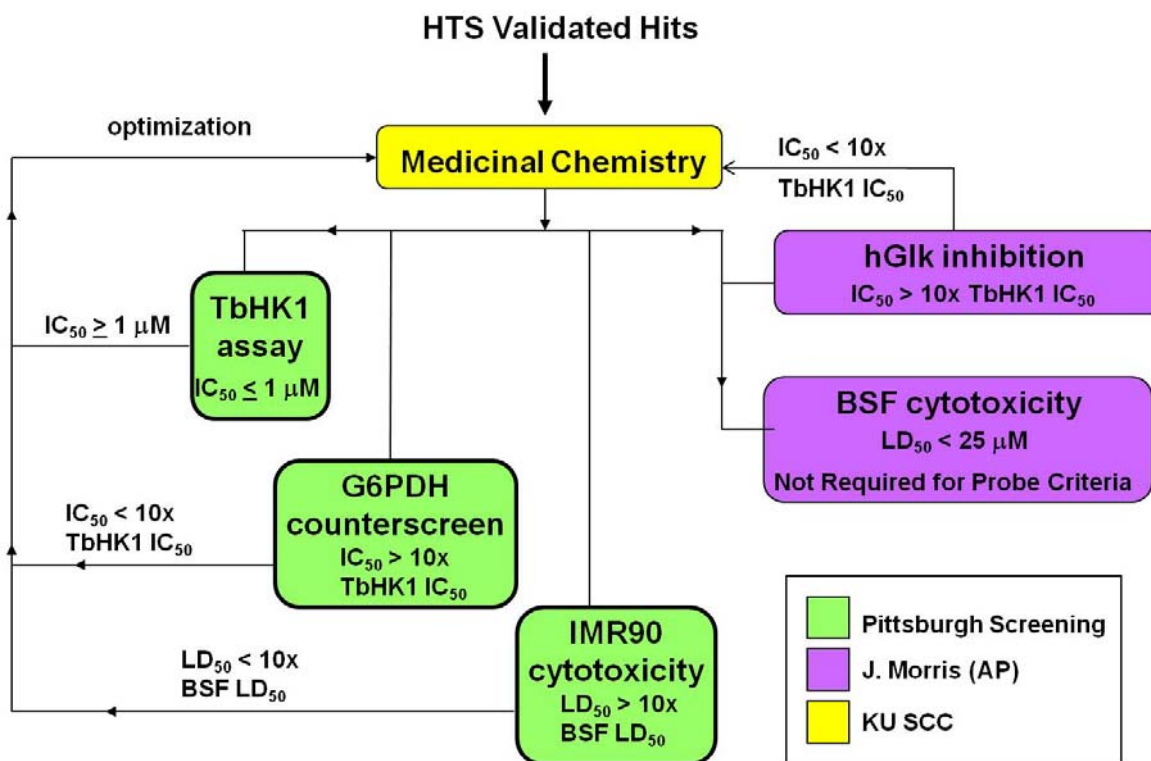 HTS Validated Hits
optimization
Medicinal Chemistry
IC₅₀ < 10x
TbHK1 IC₅₀
TbHK1
assay
IC₅₀ ≤ 1 μM
IC₅₀ ≥ 1 μM
hGlk inhibition
IC₅₀ > 10x TbHK1 IC₅₀
BSF cytotoxicity
LD₅₀ < 25 μM
Not Required for Probe Criteria
G6PDH
counterscreen
IC₅₀ > 10x
TbHK1 IC₅₀
IC₅₀ < 10x
TbHK1 IC₅₀
IMR90
cytotoxicity
LD₅₀ > 10x
BSF LD₅₀
LD₅₀ < 10x
BSF LD₅₀
Pittsburgh Screening
J. Morris (AP)
KU SCC